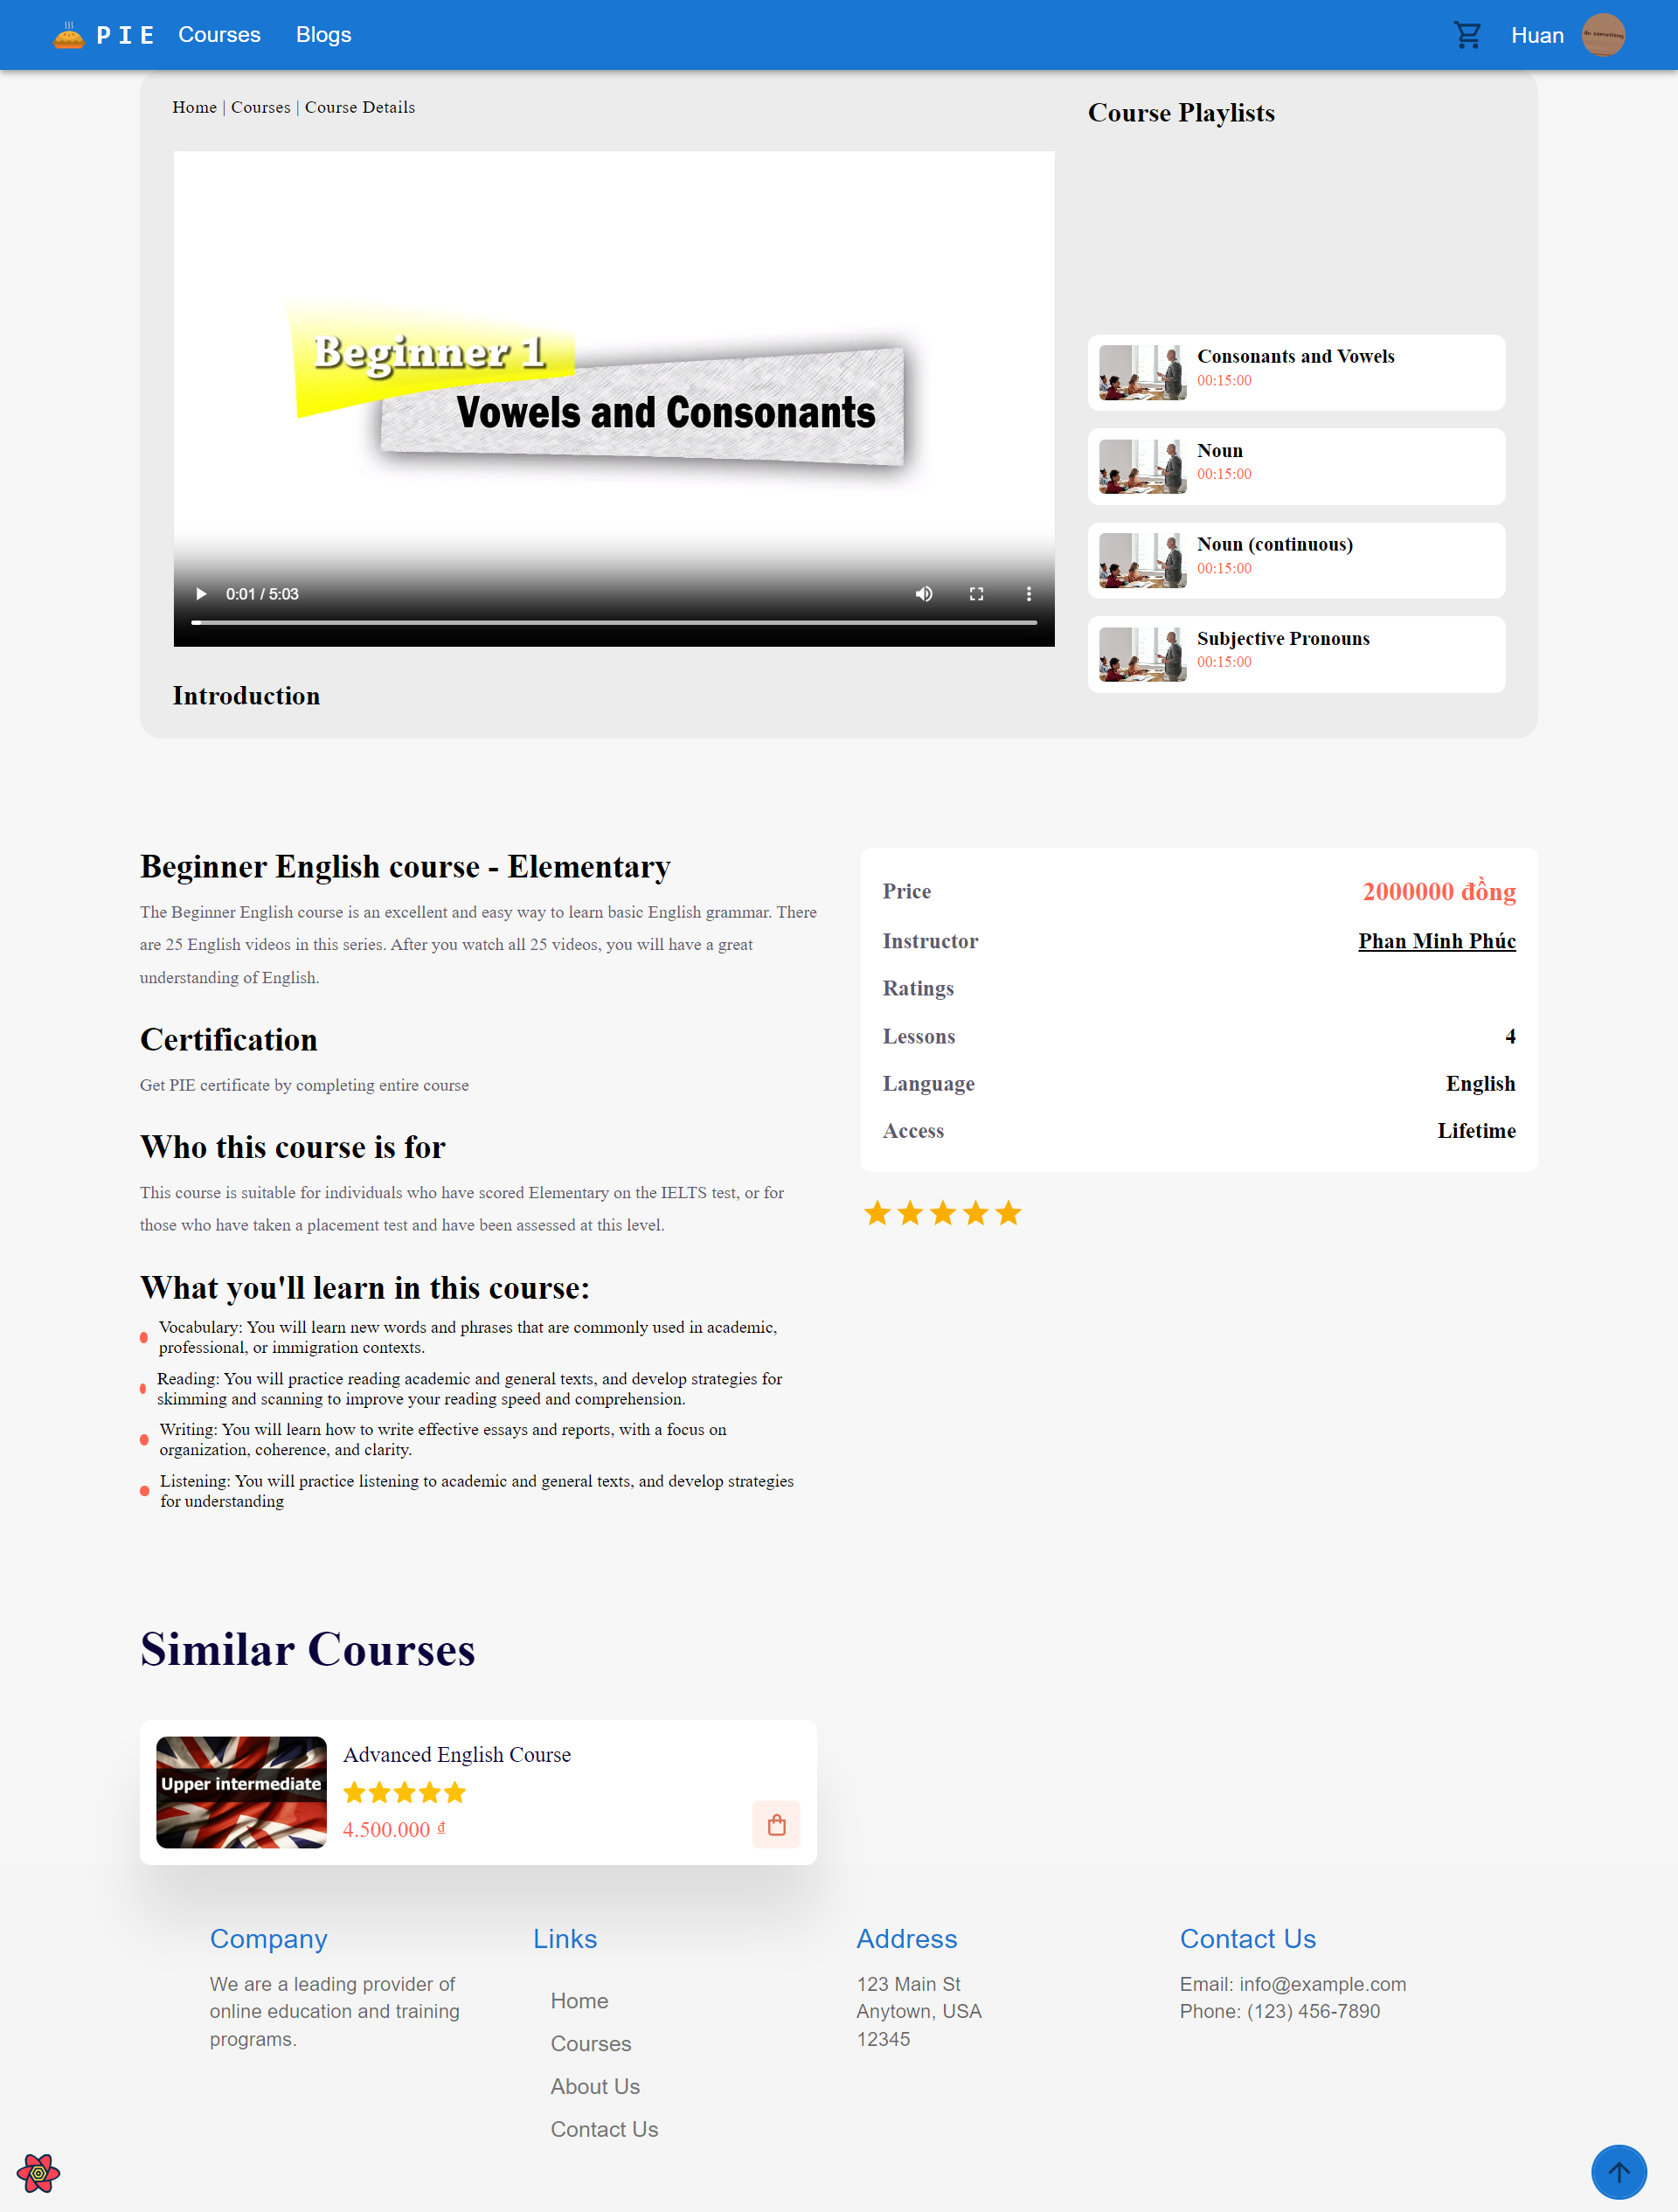 PIE Courses Blogs Huan
do something
Home | Courses | Course Details
Beginner 1
Vowels and Consonants
0:01 / 5:03
Introduction
Course Playlists
Consonants and Vowels
00:15:00
Noun
00:15:00
Noun (continuous)
00:15:00
Subjective Pronouns
00:15:00
Beginner English course - Elementary
The Beginner English course is an excellent and easy way to learn basic English grammar. There
are 25 English videos in this series. After you watch all 25 videos, you will have a great
understanding of English.
Certification
Get PIE certificate by completing entire course
Who this course is for
This course is suitable for individuals who have scored Elementary on the IELTS test, or for
those who have taken a placement test and have been assessed at this level.
What you'll learn in this course:
Vocabulary: You will learn new words and phrases that are commonly used in academic,
professional, or immigration contexts.
Reading: You will practice reading academic and general texts, and develop strategies for
skimming and scanning to improve your reading speed and comprehension.
Writing: You will learn how to write effective essays and reports, with a focus on
organization, coherence, and clarity.
Listening: You will practice listening to academic and general texts, and develop strategies
for understanding
Price 2000000 đồng
Instructor Phan Minh Phúc
Ratings
Lessons 4
Language English
Access Lifetime
Similar Courses
Upper intermediate
Advanced English Course
4.500.000 ₫
Company
We are a leading provider of
online education and training
programs.
Links
Home
Courses
About Us
Contact Us
Address
123 Main St
Anytown, USA
12345
Contact Us
Email: info@example.com
Phone: (123) 456-7890